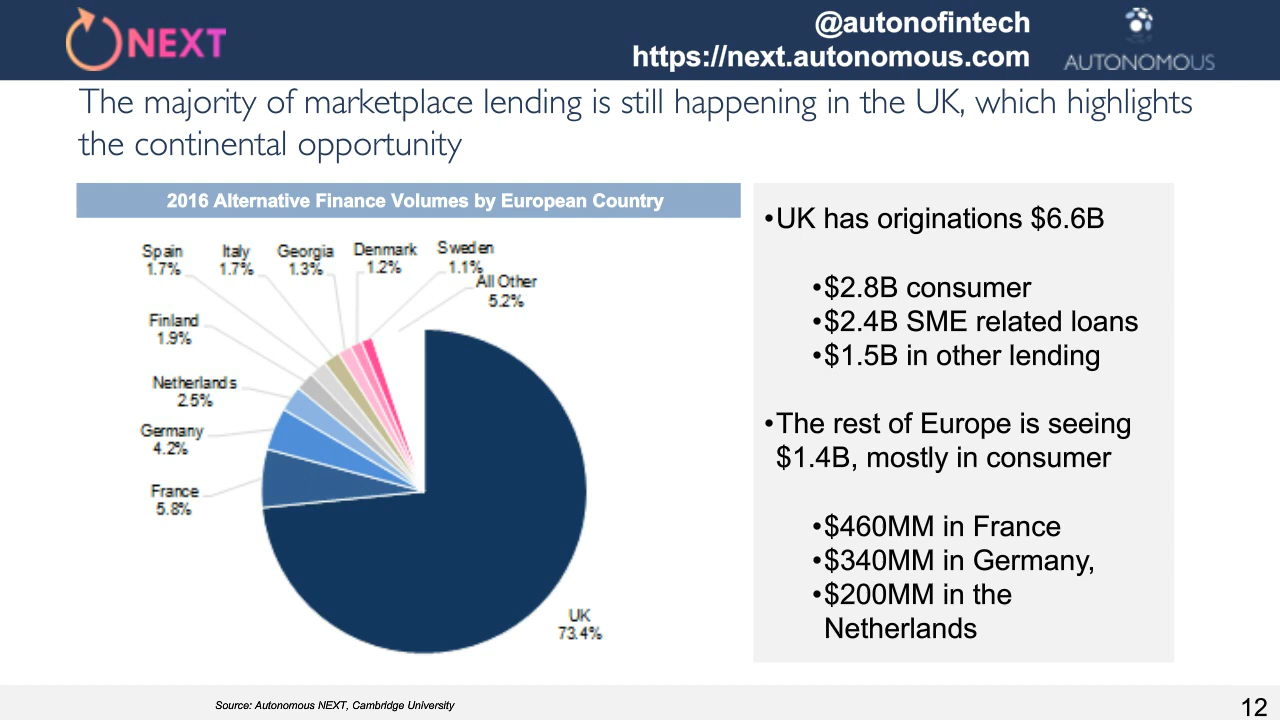 NEXT
@autonofintech
https://next.autonomous.com
AUTONOMOUS
The majority of marketplace lending is still happening in the UK, which highlights
the continental opportunity
2016 Alternative Finance Volumes by European Country
Spain
1.7%
Italy
1.7%
Georgia
1.3%
Denmark
1.2%
Sweden
1.1%
All Other
5.2%
Finland
1.9%
Netherlands
2.5%
Germany
4.2%
France
5.8%
UK
73.4%
•UK has originations $6.6B
•$2.8B consumer
•$2.4B SME related loans
•$1.5B in other lending
•The rest of Europe is seeing
$1.4B, mostly in consumer
•$460MM in France
•$340MM in Germany,
•$200MM in the
Netherlands
Source: Autonomous NEXT, Cambridge University
12